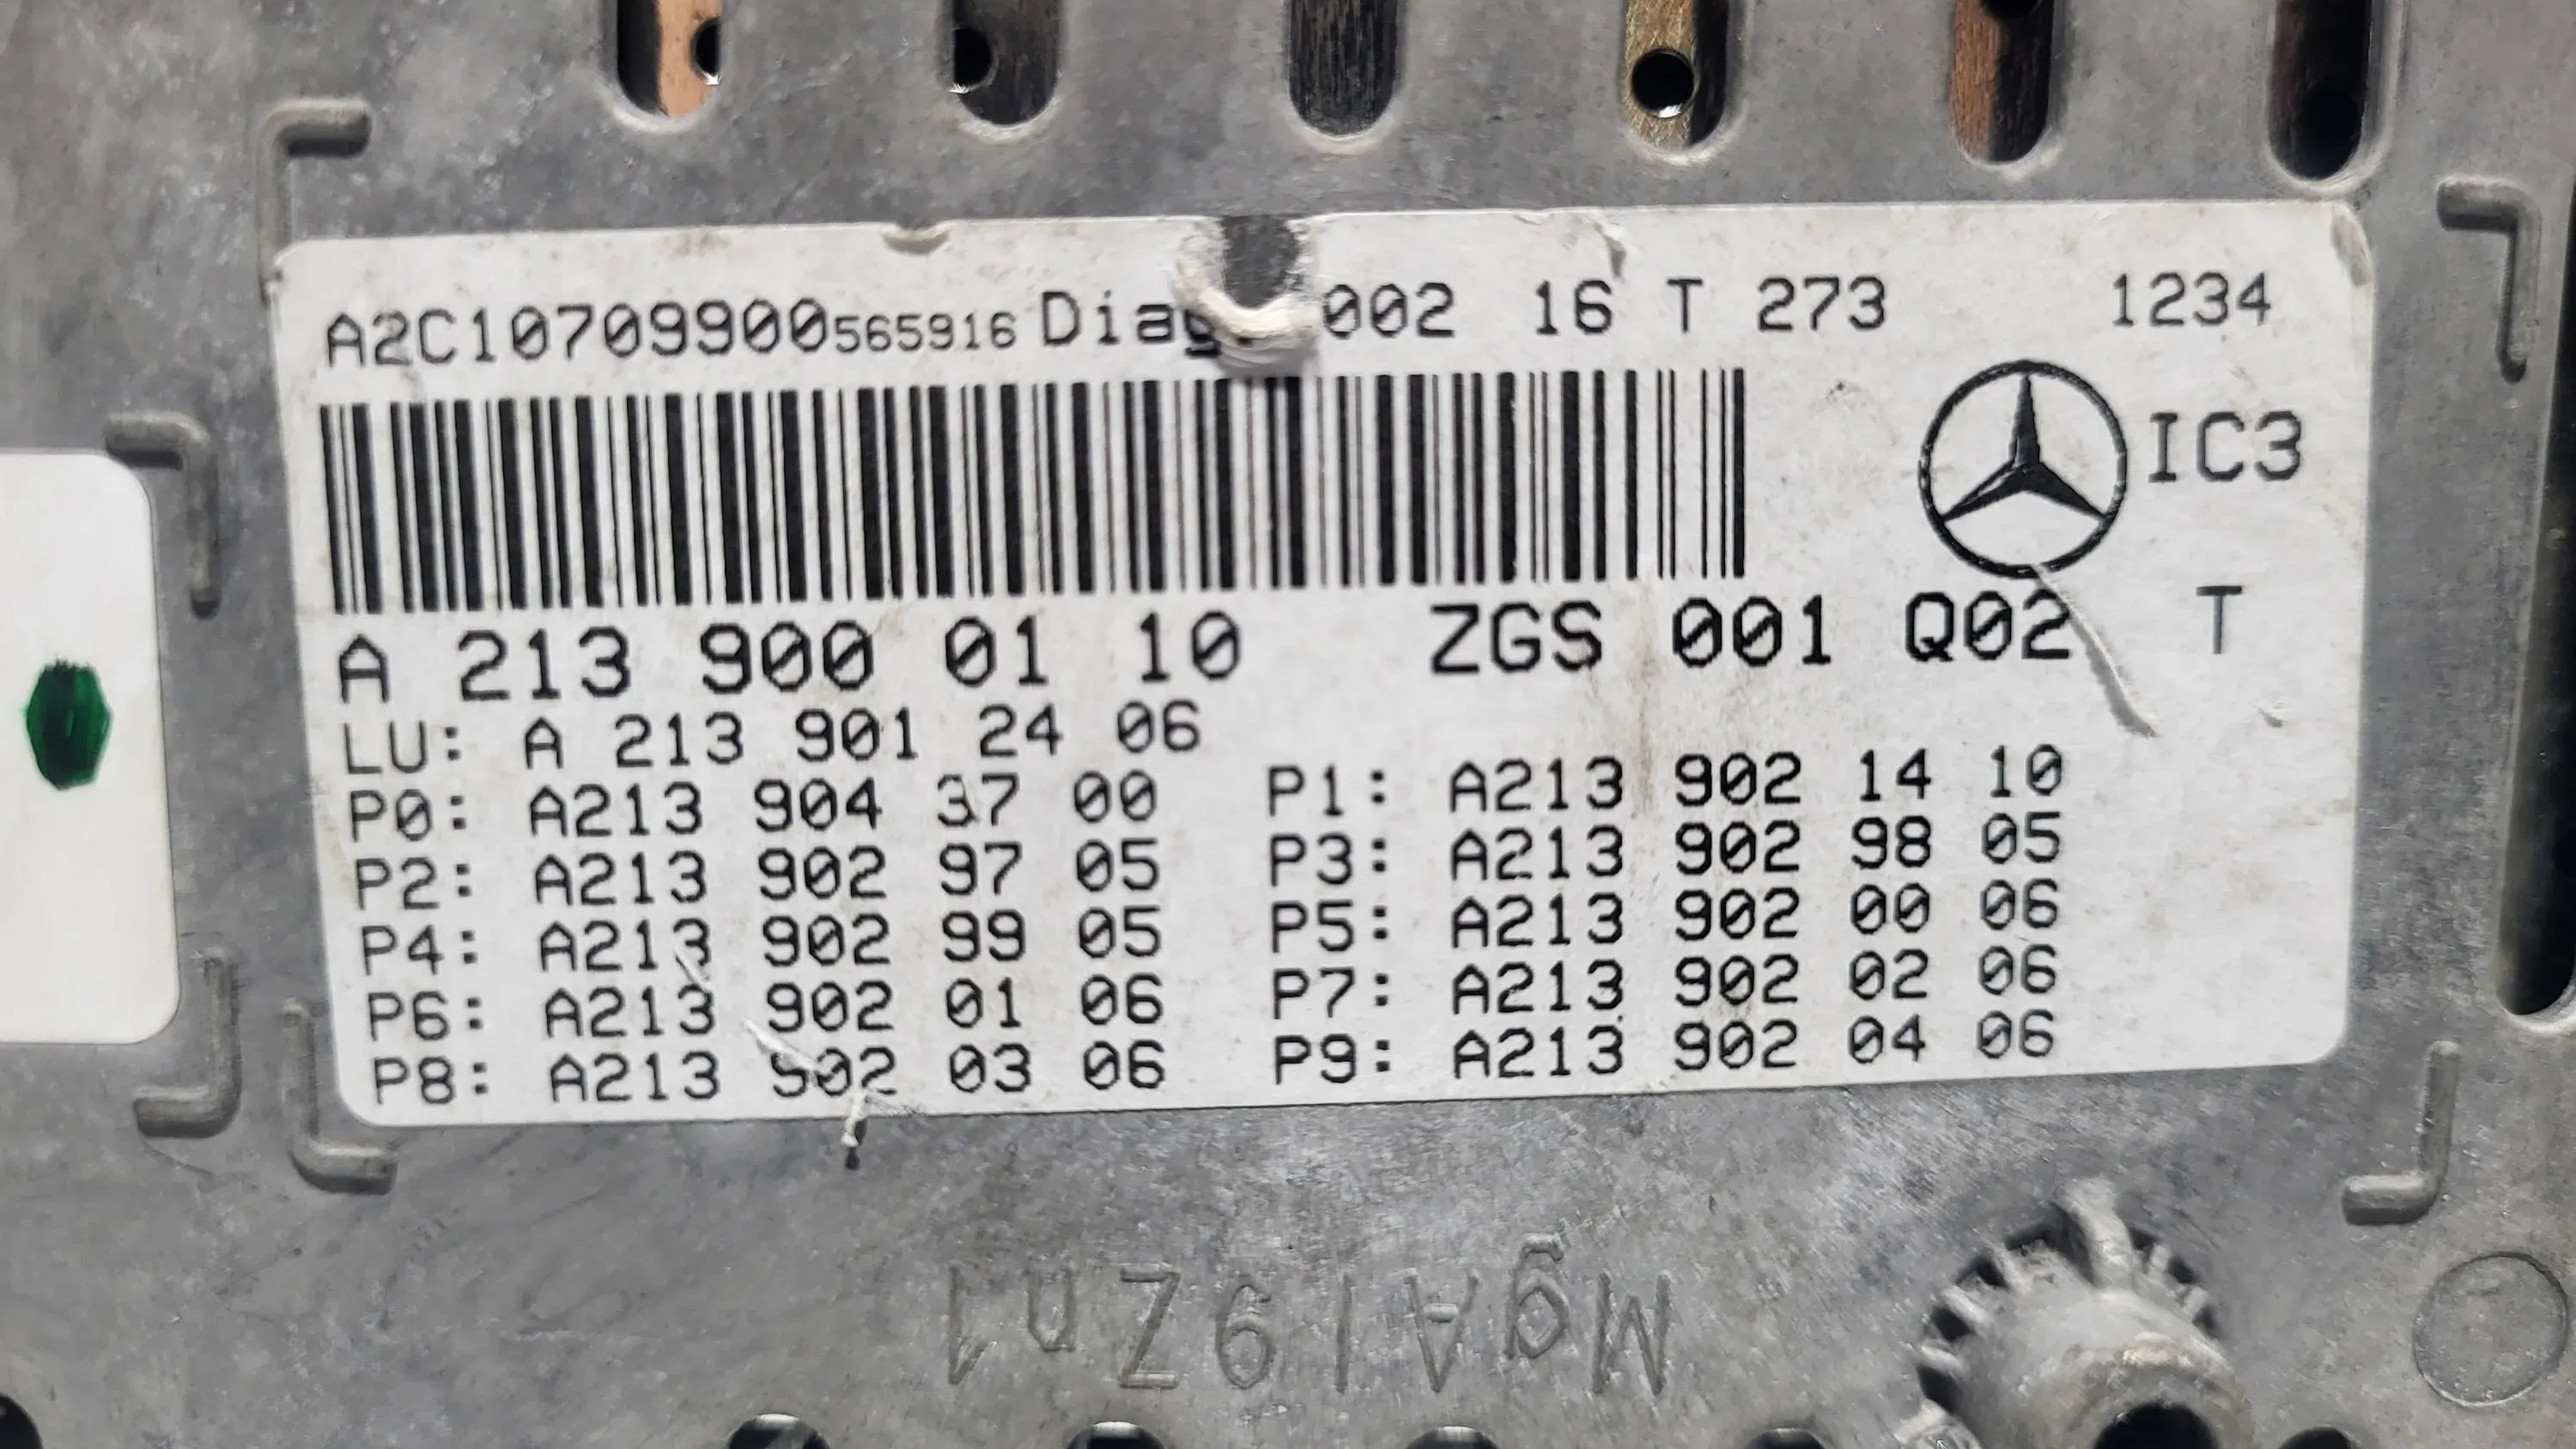 A2C10709900565916 Diag. 002 16 T 273 1234
IC3
A 213 900 01 10 ZGS 001 Q02 T
LU: A 213 901 24 06
P0: A213 904 37 00 P1: A213 902 14 10
P2: A213 902 97 05 P3: A213 902 98 05
P4: A213 902 99 05 P5: A213 902 00 06
P6: A213 902 01 06 P7: A213 902 02 06
P8: A213 902 03 06 P9: A213 902 04 06
MgAl9Zn1